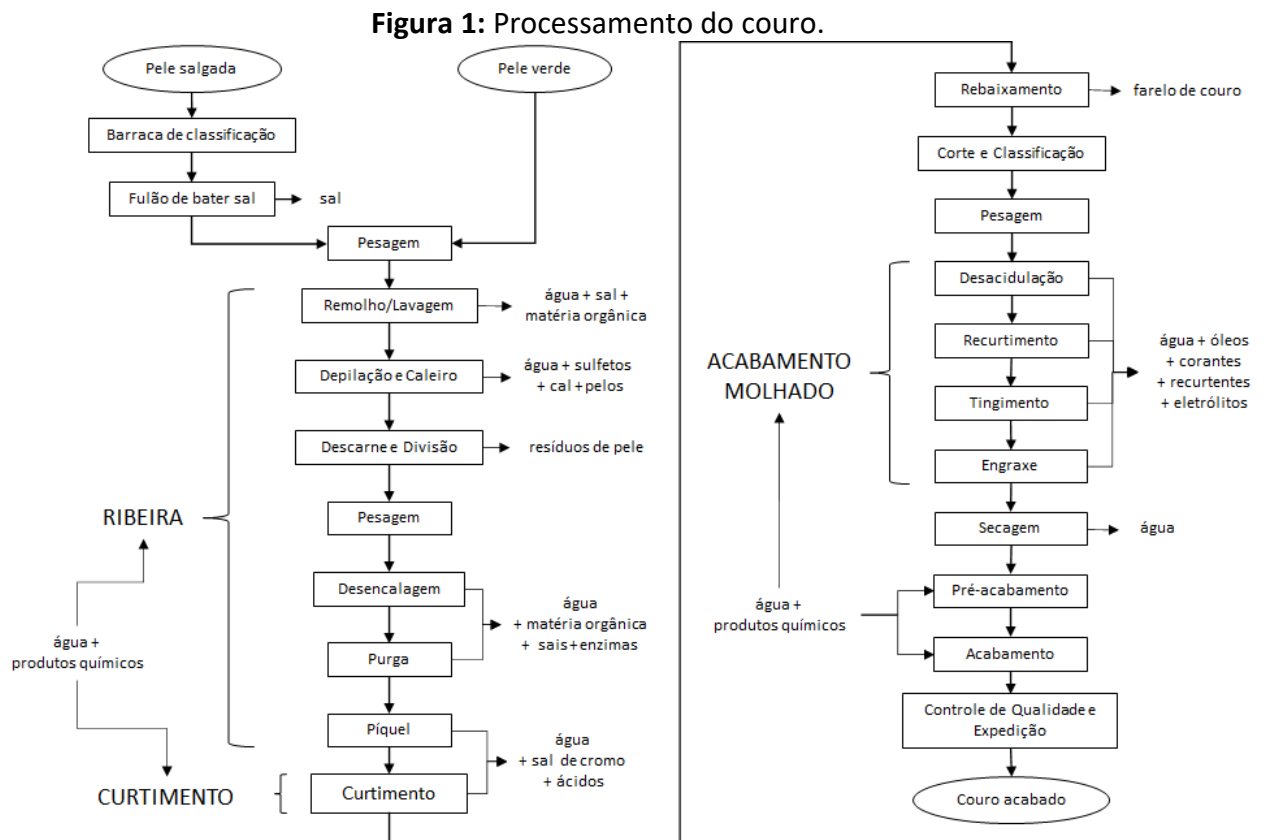 Figura 1: Processamento do couro.
Pele salgada
Pele verde
Barraca de classificação
Fulão de bater sal
sal
Pesagem
RIBEIRA
Remolho/Lavagem
água + sal +
matéria orgânica
Depilação e Caleiro
água + sulfetos
+ cal + pelos
Descarne e Divisão
resíduos de pele
Pesagem
Desencalagem
água
+ matéria orgânica
+ sais+enzimas
Purga
água +
produtos químicos
Píquel
água
+ sal de cromo
+ ácidos
CURTIMENTO
Curtimento
Rebaixamento
farelo de couro
Corte e Classificação
Pesagem
ACABAMENTO
MOLHADO
Desacidulação
Recurtimento
água + óleos
+ corantes
+ recurtentes
+ eletrólitos
Tingimento
Engraxe
Secagem
água
água +
produtos químicos
Pré-acabamento
Acabamento
Controle de Qualidade e
Expedição
Couro acabado